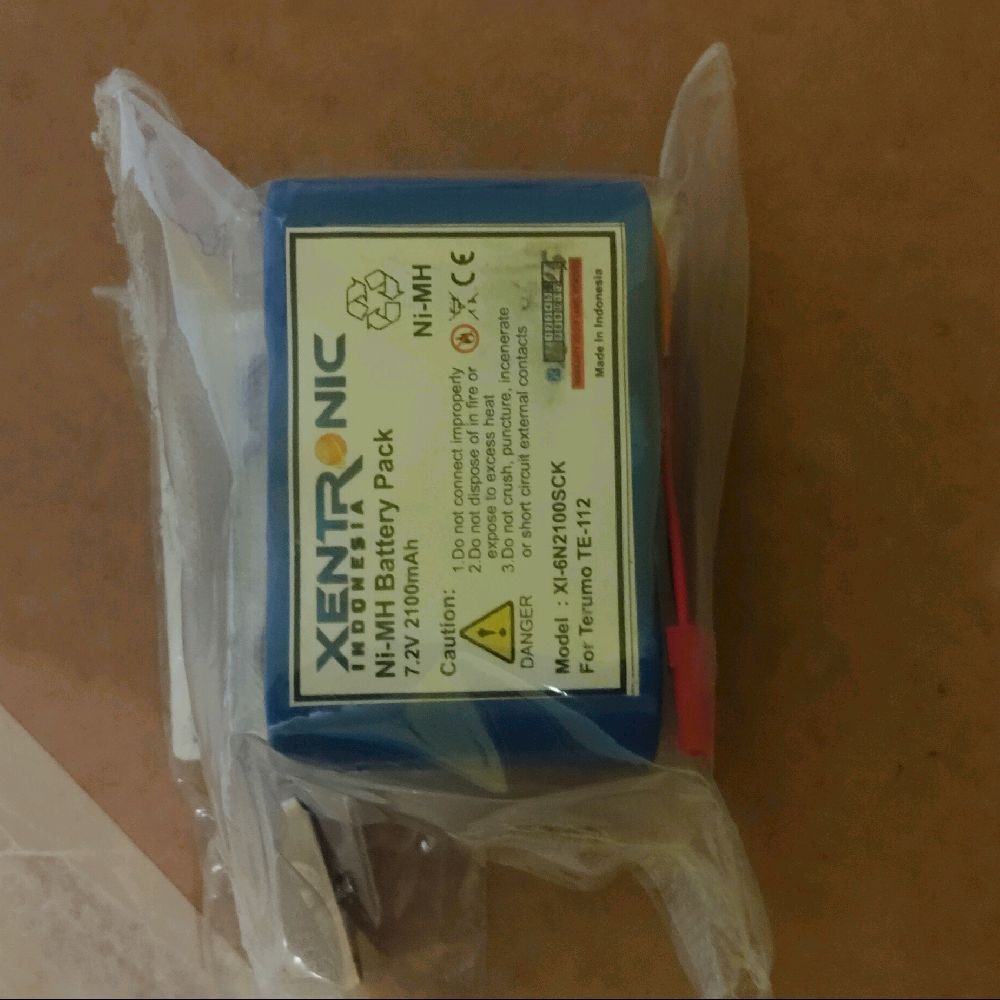 XENTRONIC
INDONESIA
Ni-MH Battery Pack
7.2V 2100mAh
Ni-MH
Caution:
DANGER
1.Do not connect improperly
2.Do not dispose of in fire or
expose to excess heat
3.Do not crush, puncture, incenerate
or short circuit external contacts
CE
Model : XI-6N2100SCK
For Terumo TE-112
Made In Indonesia